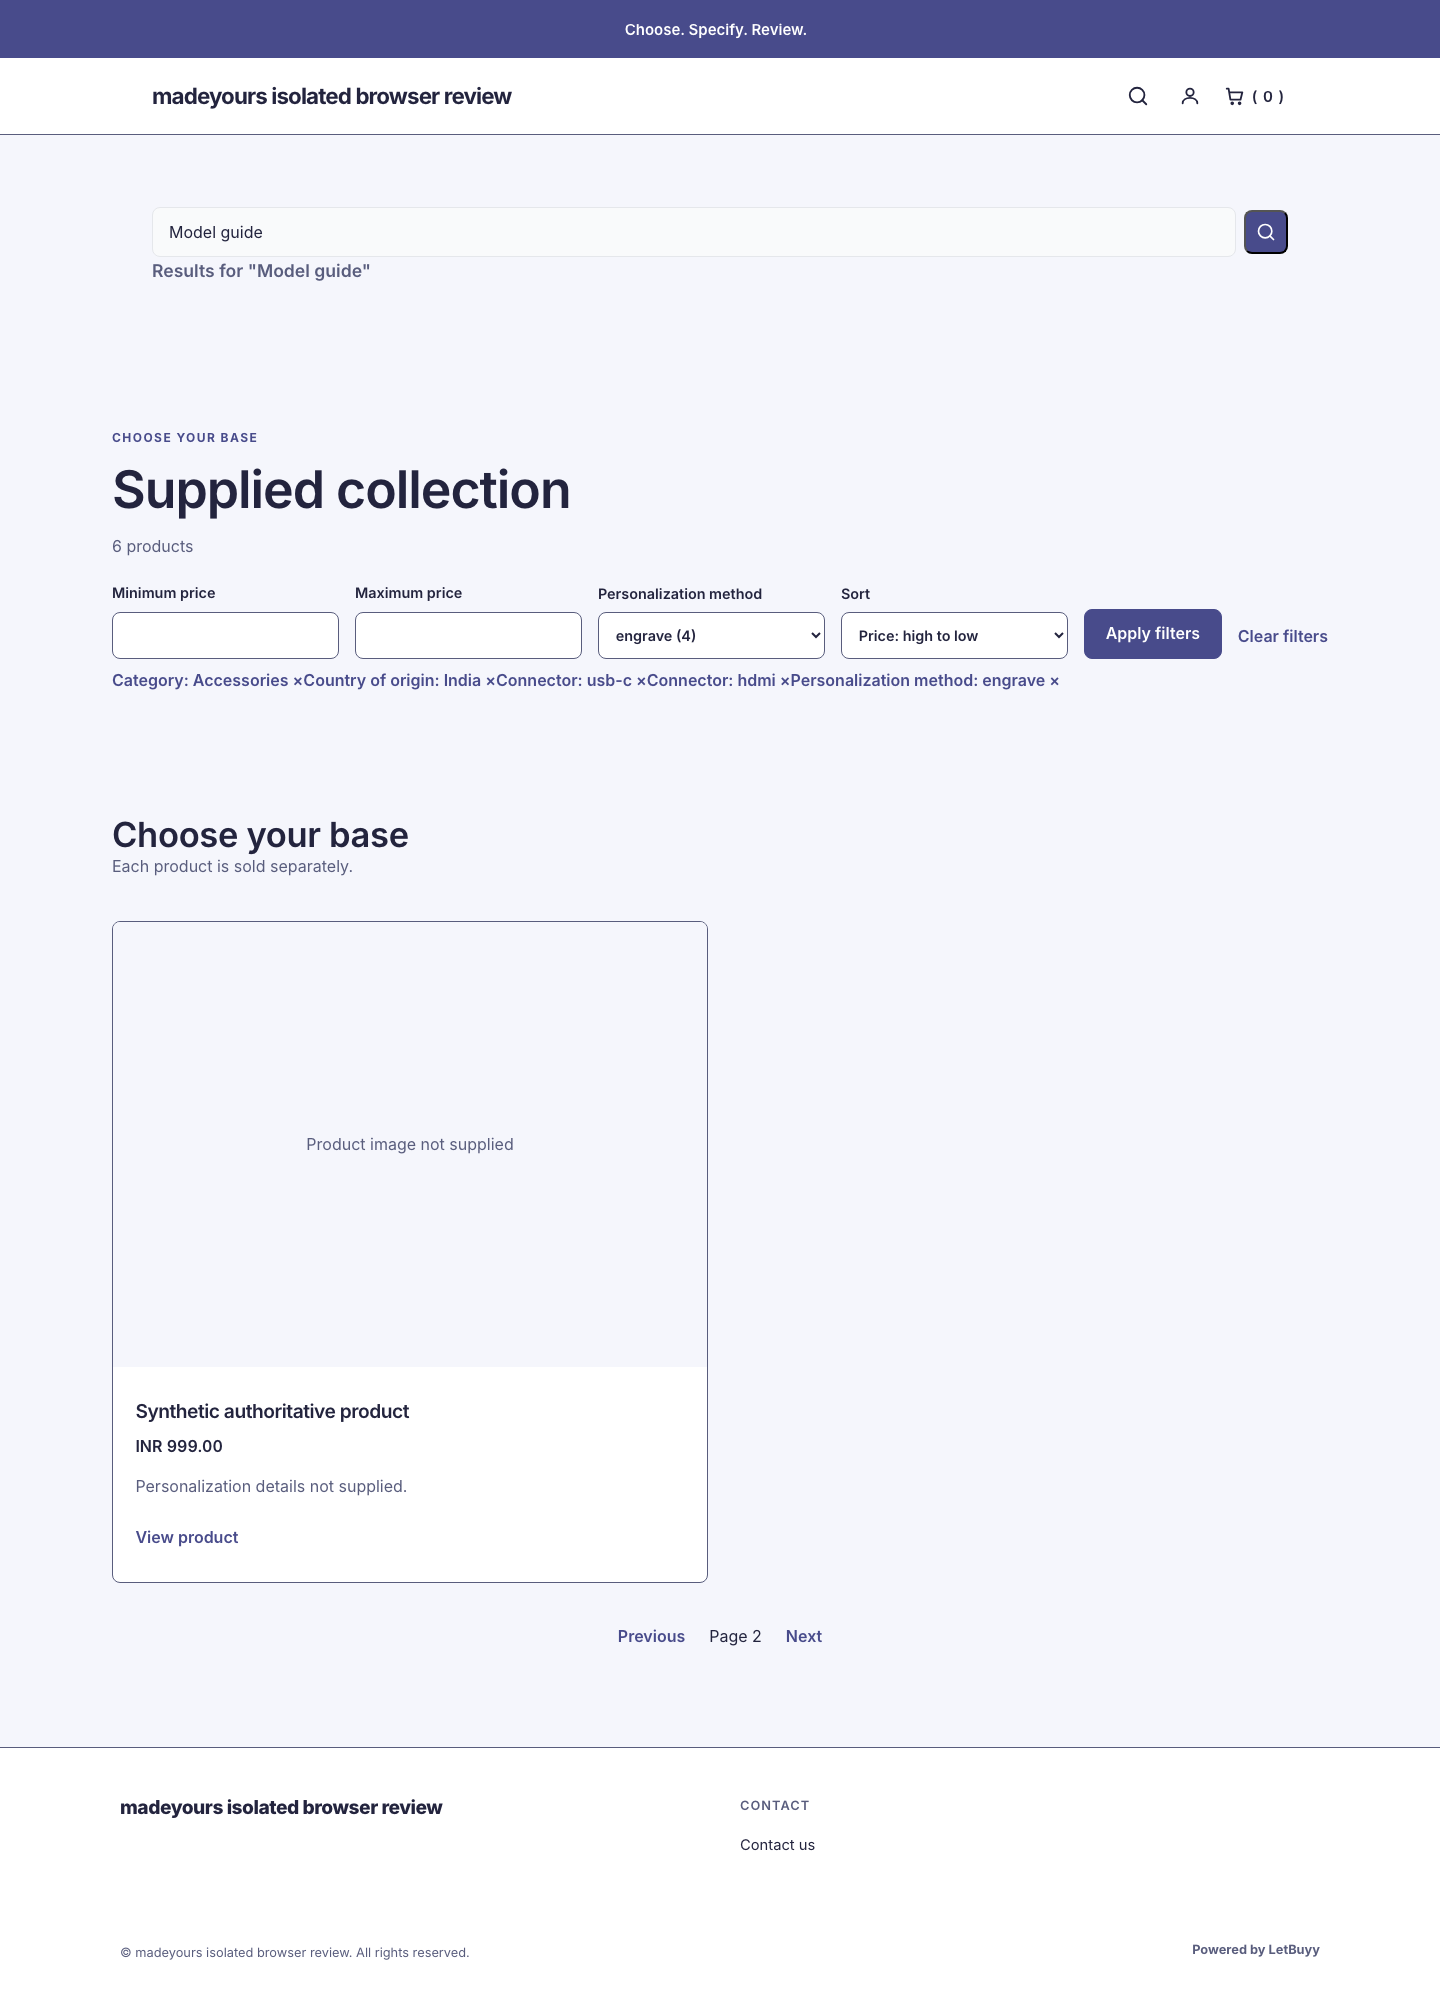 Choose. Specify. Review.
madeyours isolated browser review
( 0 )
Model guide
Results for "Model guide"
CHOOSE YOUR BASE
Supplied collection
6 products
Minimum price
Maximum price
Personalization method
Sort
engrave (4)
Price: high to low
Apply filters
Clear filters
Category: Accessories ×Country of origin: India ×Connector: usb-c ×Connector: hdmi ×Personalization method: engrave ×
Choose your base
Each product is sold separately.
Product image not supplied
Synthetic authoritative product
INR 999.00
Personalization details not supplied.
View product
Previous
Page 2
Next
madeyours isolated browser review
CONTACT
Contact us
© madeyours isolated browser review. All rights reserved.
Powered by LetBuyy